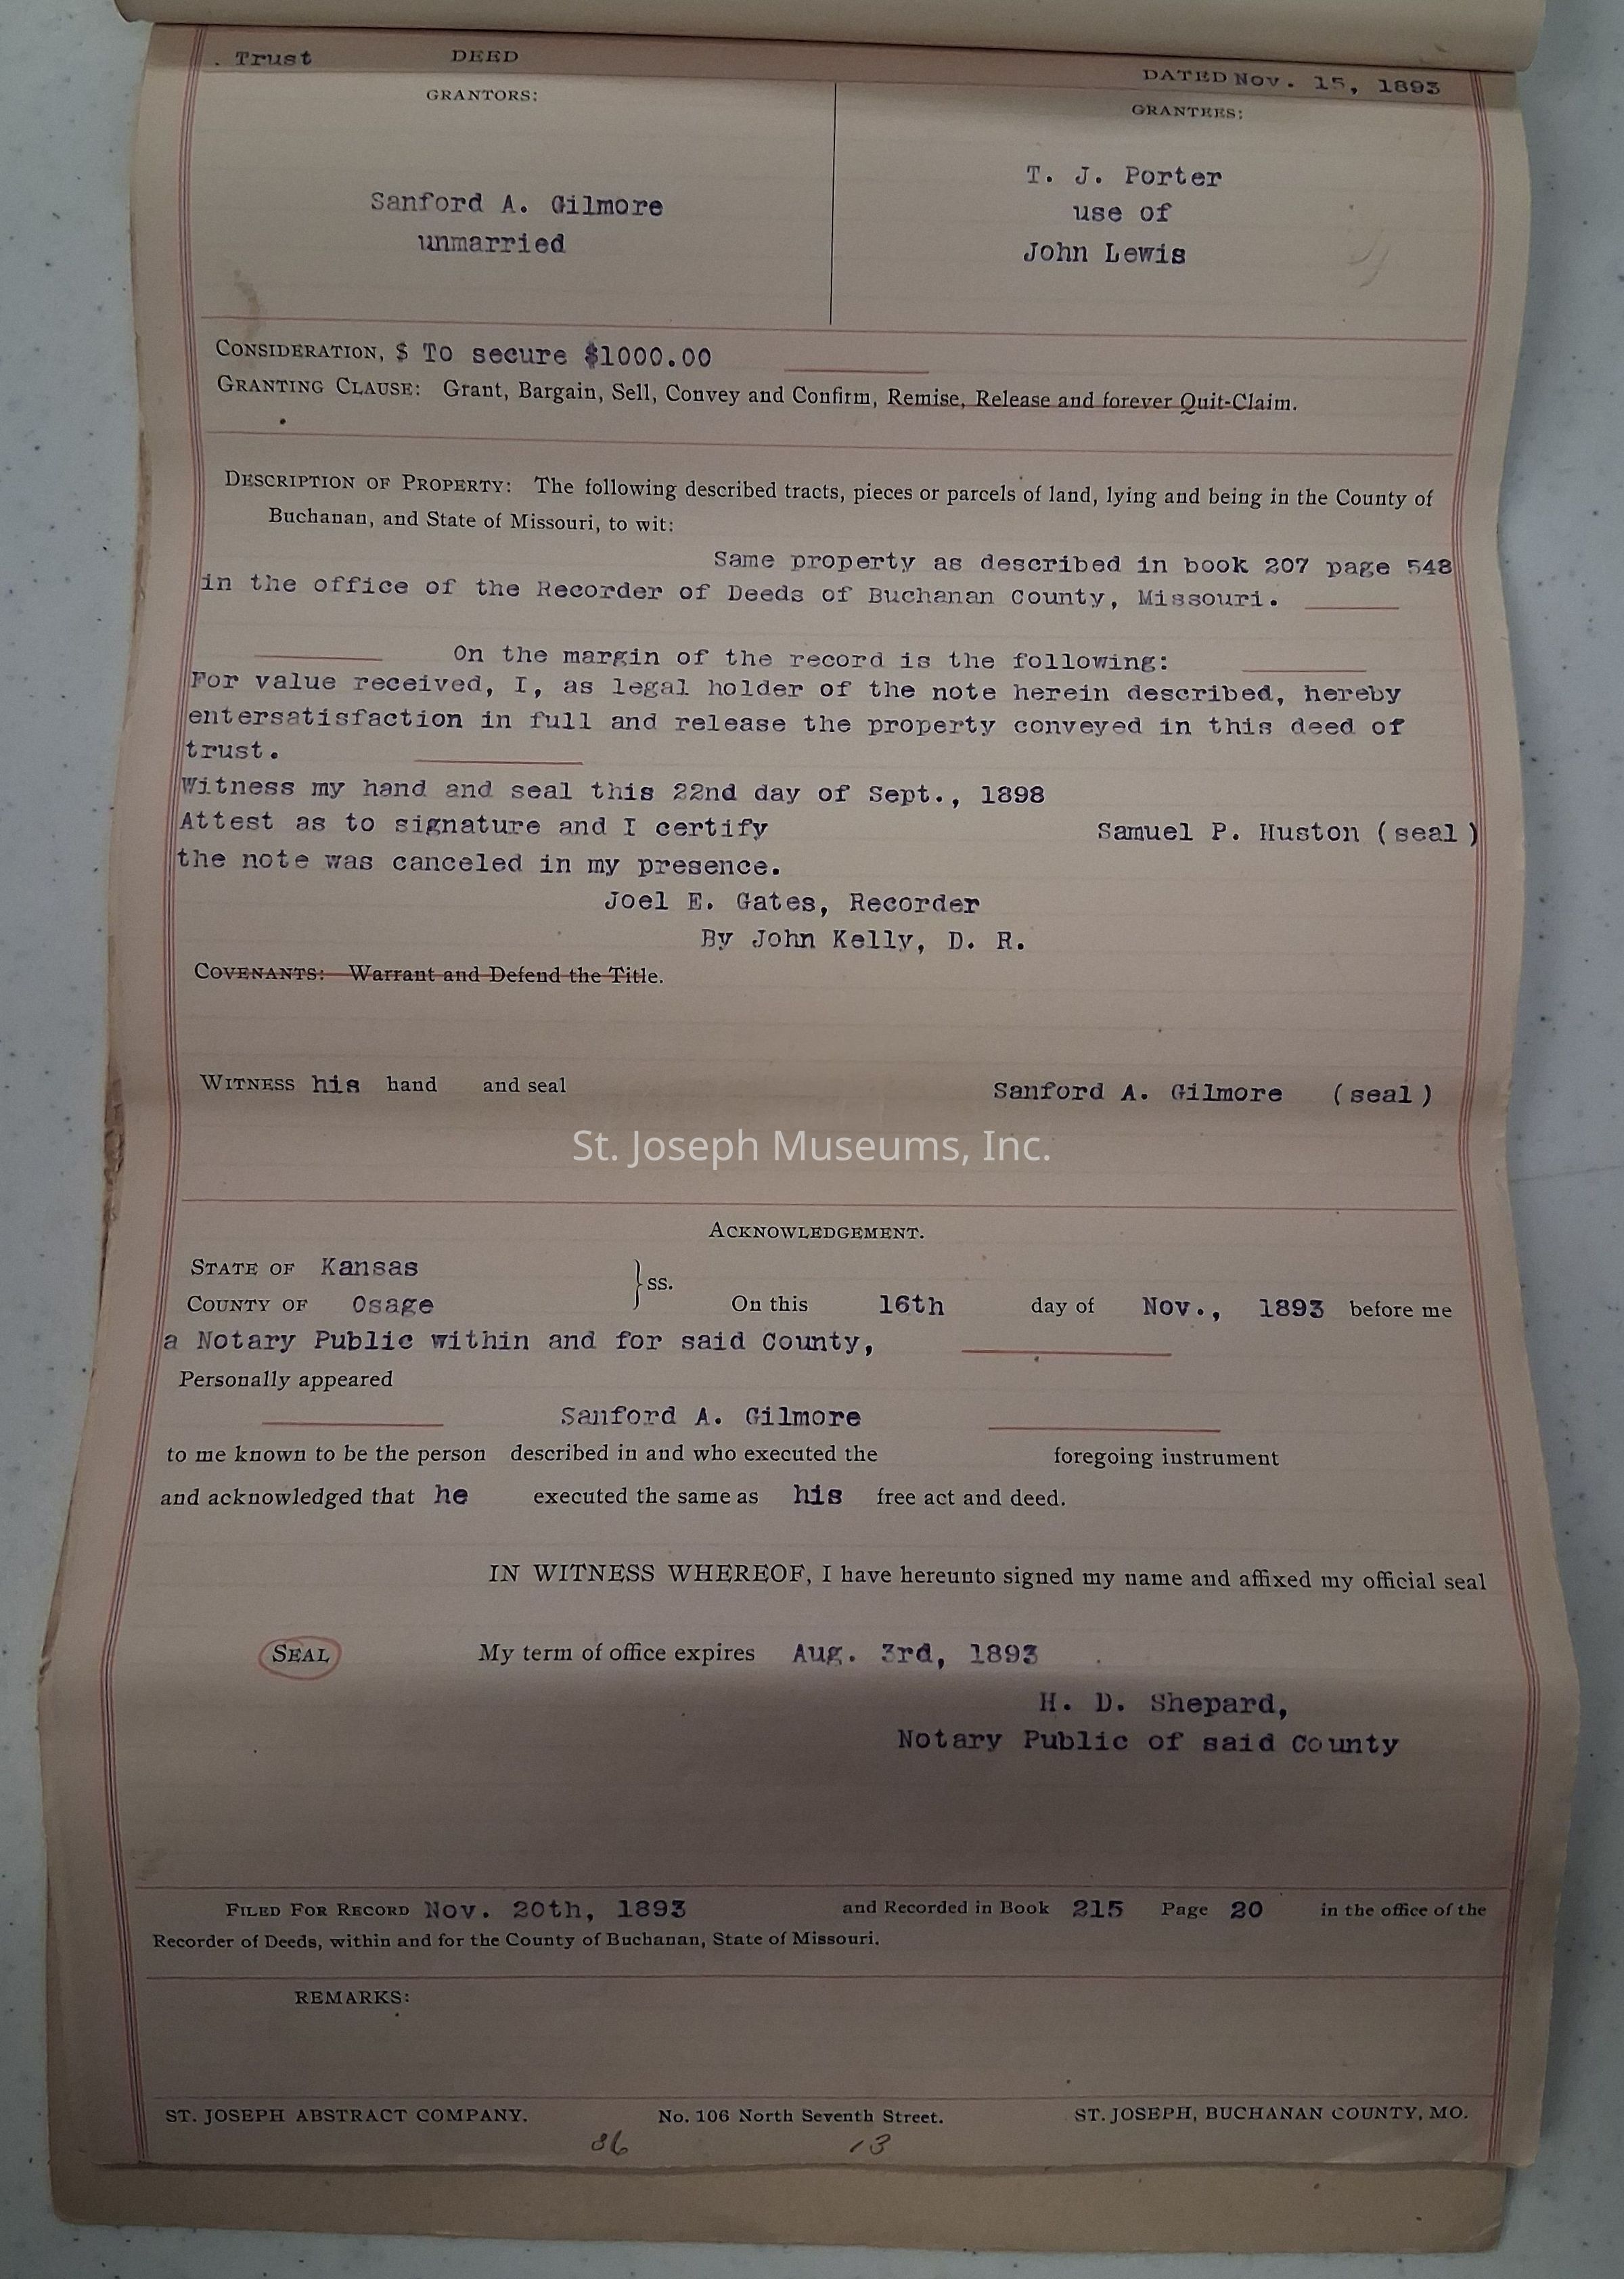 . Trust DEED DATED Nov. 15, 1893
GRANTORS: GRANTEES:
Sanford A. Gilmore
unmarried
T. J. Porter
use of
John Lewis
CONSIDERATION, $ To secure $1000.00
GRANTING CLAUSE: Grant, Bargain, Sell, Convey and Confirm, Remise, Release and forever Quit-Claim.
DESCRIPTION OF PROPERTY: The following described tracts, pieces or parcels of land, lying and being in the County of
Buchanan, and State of Missouri, to wit:
Same property as described in book 207 page 548
in the office of the Recorder of Deeds of Buchanan County, Missouri.
On the margin of the record is the following:
For value received, I, as legal holder of the note herein described, hereby
entersatisfaction in full and release the property conveyed in this deed of
trust.
Witness my hand and seal this 22nd day of Sept., 1898
Attest as to signature and I certify Samuel P. Huston (seal)
the note was canceled in my presence.
Joel E. Gates, Recorder
By John Kelly, D. R.
COVENANTS: Warrant and Defend the Title.
WITNESS his hand and seal Sanford A. Gilmore (seal)
St. Joseph Museums, Inc.
ACKNOWLEDGEMENT.
STATE OF Kansas
COUNTY OF Osage } ss. On this 16th day of Nov., 1893 before me
a Notary Public within and for said County,
Personally appeared
Sanford A. Gilmore
to me known to be the person described in and who executed the foregoing instrument
and acknowledged that he executed the same as his free act and deed.
IN WITNESS WHEREOF, I have hereunto signed my name and affixed my official seal
SEAL My term of office expires Aug. 3rd, 1893 .
H. D. Shepard,
Notary Public of said County
FILED FOR RECORD Nov. 20th, 1893 and Recorded in Book 215 Page 20 in the office of the
Recorder of Deeds, within and for the County of Buchanan, State of Missouri.
REMARKS:
ST. JOSEPH ABSTRACT COMPANY. No. 106 North Seventh Street. ST. JOSEPH, BUCHANAN COUNTY, MO.
86 13